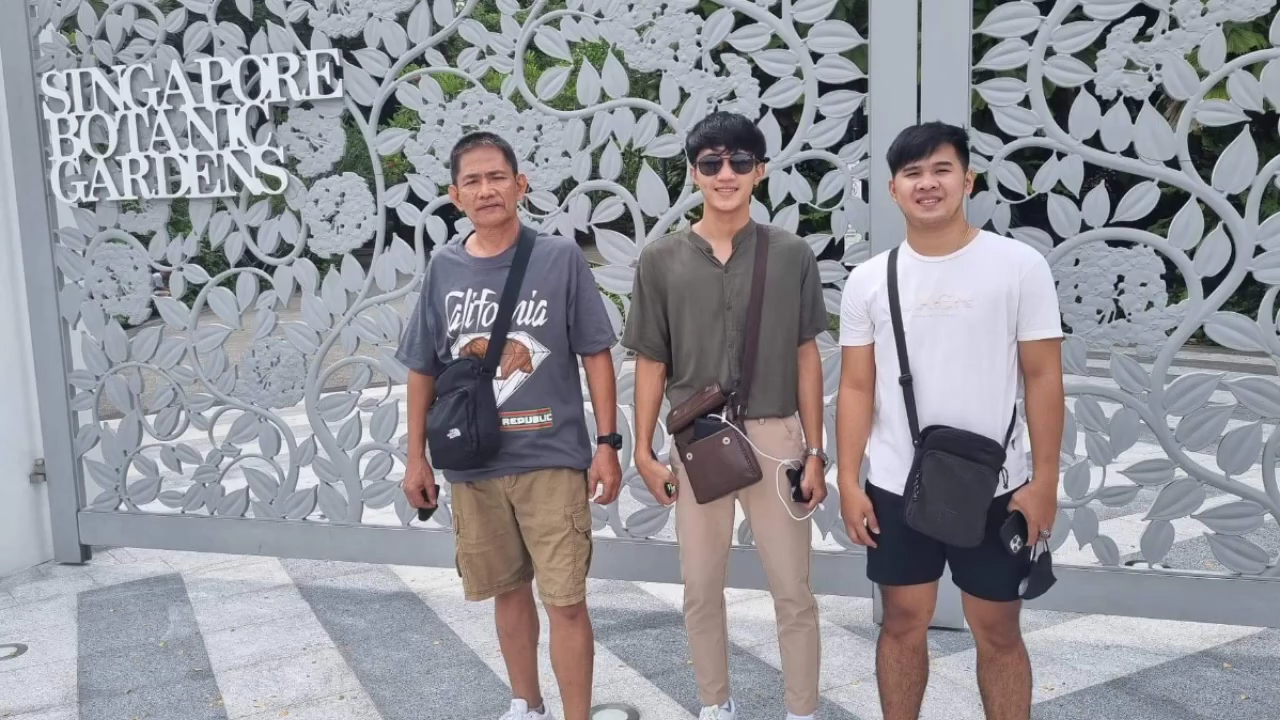 SINGAPORE
BOTANIC
GARDENS
California
REPUBLIC